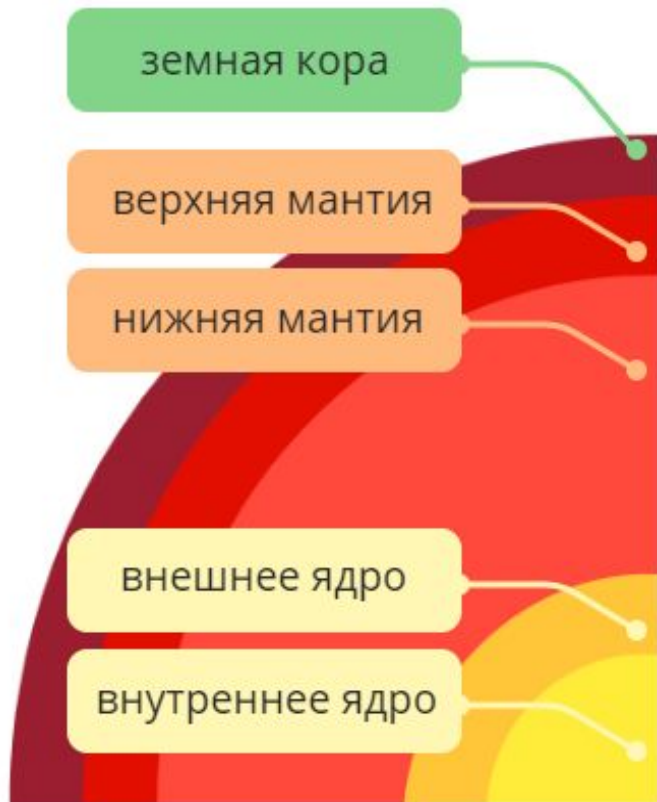 земная кора
верхняя мантия
нижняя мантия
внешнее ядро
внутреннее ядро